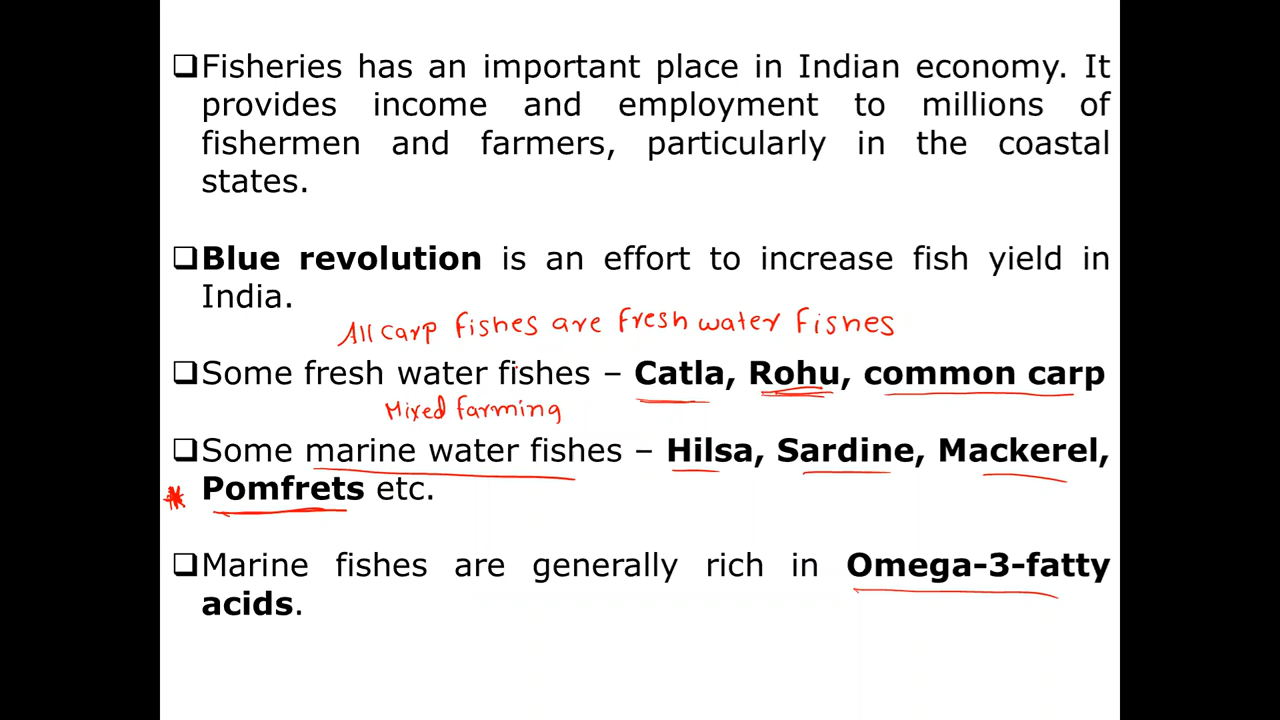 ❑Fisheries has an important place in Indian economy. It
provides income and employment to millions of
fishermen and farmers, particularly in the coastal
states.
❑Blue revolution is an effort to increase fish yield in
India.
All carp fishes are fresh water fishes
❑Some fresh water fishes – Catla, Rohu, common carp
Mixed farming
❑Some marine water fishes – Hilsa, Sardine, Mackerel,
* Pomfrets etc.
❑Marine fishes are generally rich in Omega-3-fatty
acids.